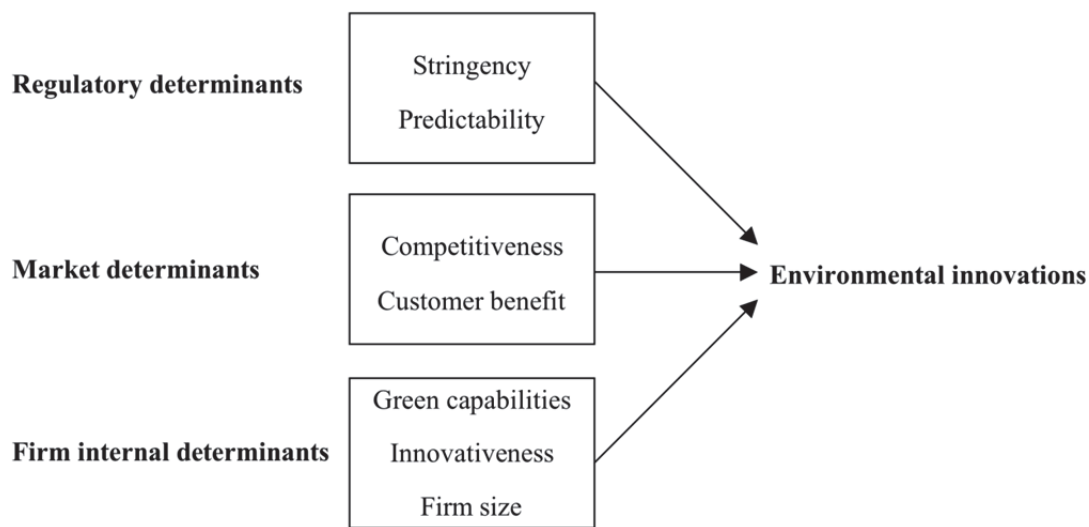 Regulatory determinants
Stringency
Predictability
Market determinants
Competitiveness
Customer benefit
Environmental innovations
Firm internal determinants
Green capabilities
Innovativeness
Firm size